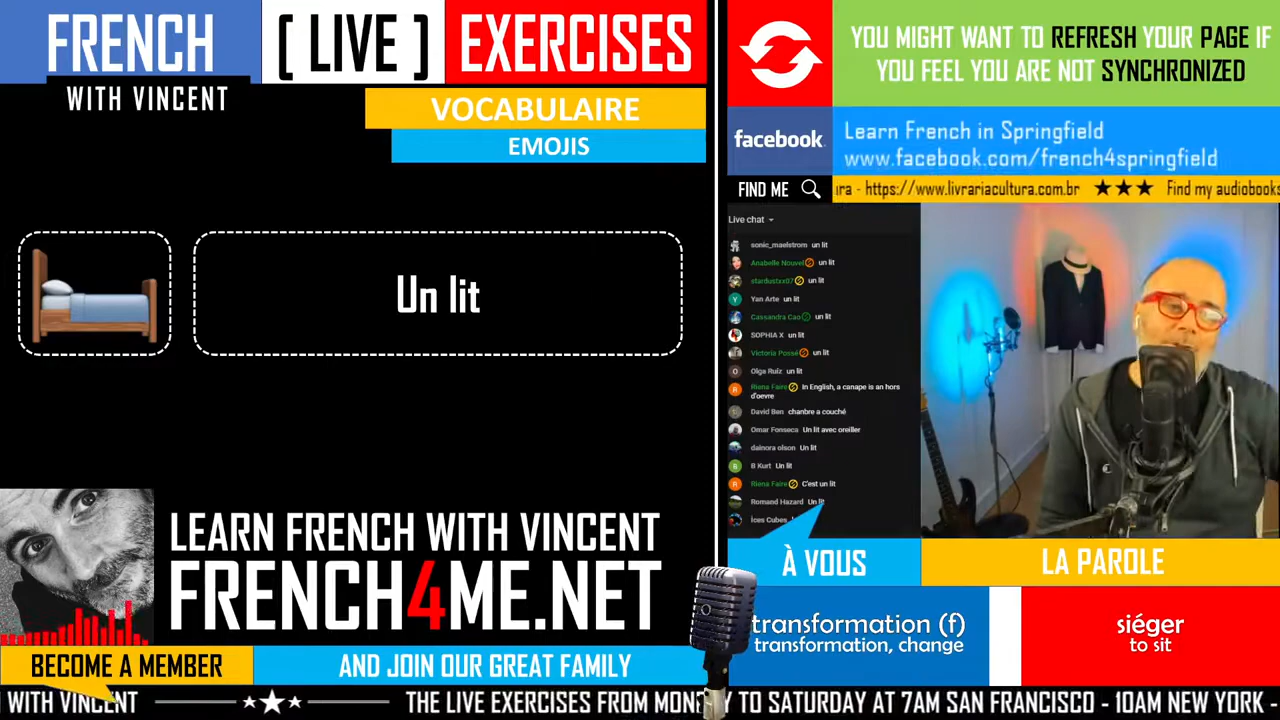 FRENCH
WITH VINCENT
[ LIVE ]
EXERCISES
VOCABULAIRE
EMOJIS
Un lit
LEARN FRENCH WITH VINCENT
FRENCH4ME.NET
BECOME A MEMBER
AND JOIN OUR GREAT FAMILY
YOU MIGHT WANT TO REFRESH YOUR PAGE IF
YOU FEEL YOU ARE NOT SYNCHRONIZED
facebook
Learn French in Springfield
www.facebook.com/french4springfield
FIND ME
ura - https://www.livrariacultura.com.br ★★★ Find my audiobooks
Live chat
sonic_maelstrom un lit
Anabelle Nouvel un lit
stardustxx07 un lit
Yan Arte un lit
Cassandra Cao un lit
SOPHIA X un lit
Victoria Possé un lit
Olga Ruiz un lit
Riena Faire In English, a canape is an hors
d'oevre
David Ben chanbre a couché
Omar Fonseca Un lit avec oreiller
dainora olson Un lit
B Kurt Un lit
Riena Faire C'est un lit
Romand Hazard Un lit
Ices Cubes
À VOUS
LA PAROLE
transformation (f)
transformation, change
siéger
to sit
WITH VINCENT ★ THE LIVE EXERCISES FROM MONDAY TO SATURDAY AT 7AM SAN FRANCISCO - 10AM NEW YORK -